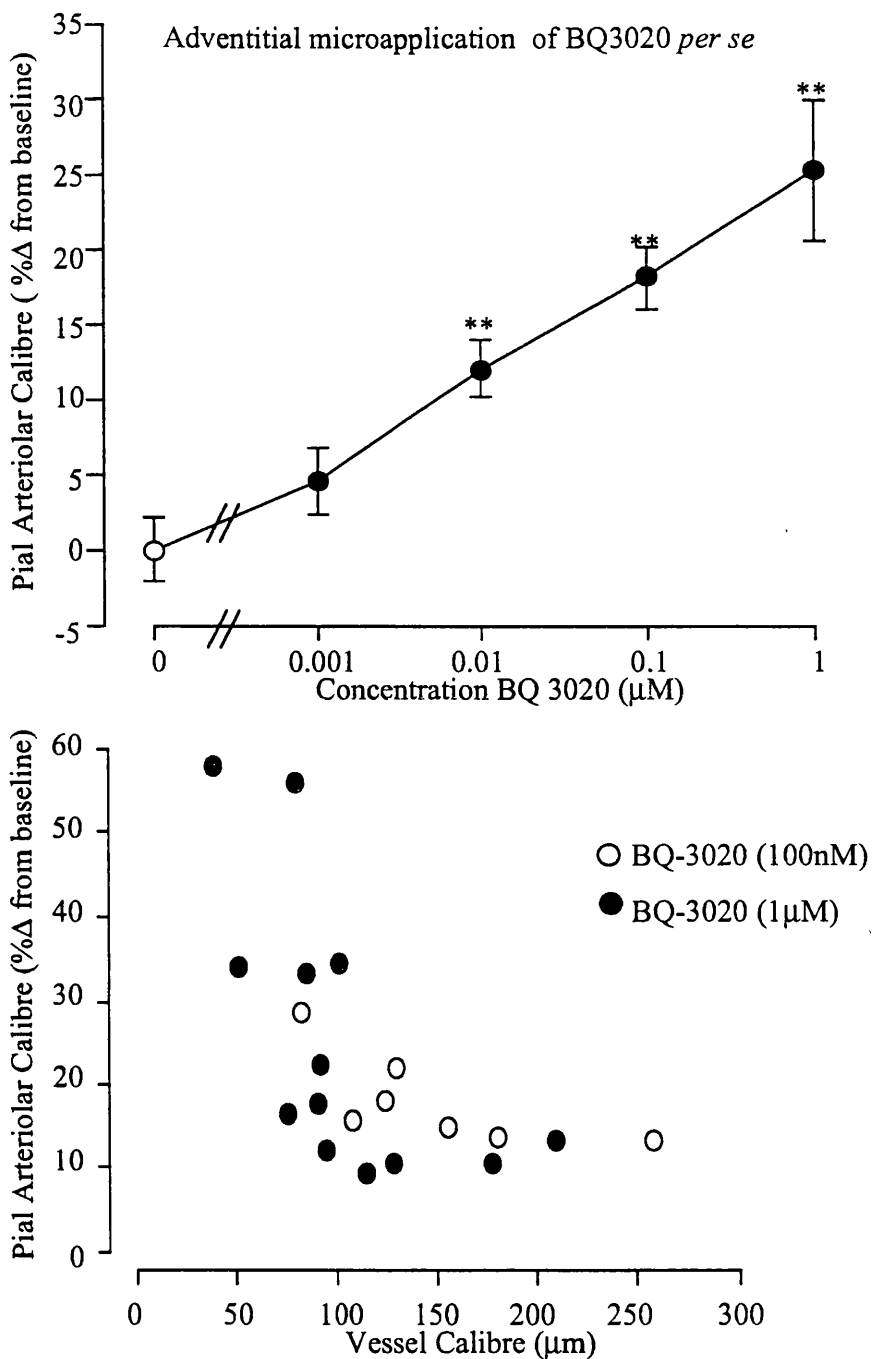 Adventitial microapplication of BQ3020 per se
Pial Arteriolar Calibre ( %Δ from baseline)
35
30
25
20
15
10
5
0
-5
**
**
**
0 0.001 0.01 0.1 1
Concentration BQ 3020 (µM)
Pial Arteriolar Calibre (%Δ from baseline)
60
50
40
30
20
10
0
BQ-3020 (100nM)
BQ-3020 (1µM)
0 50 100 150 200 250 300
Vessel Calibre (µm)